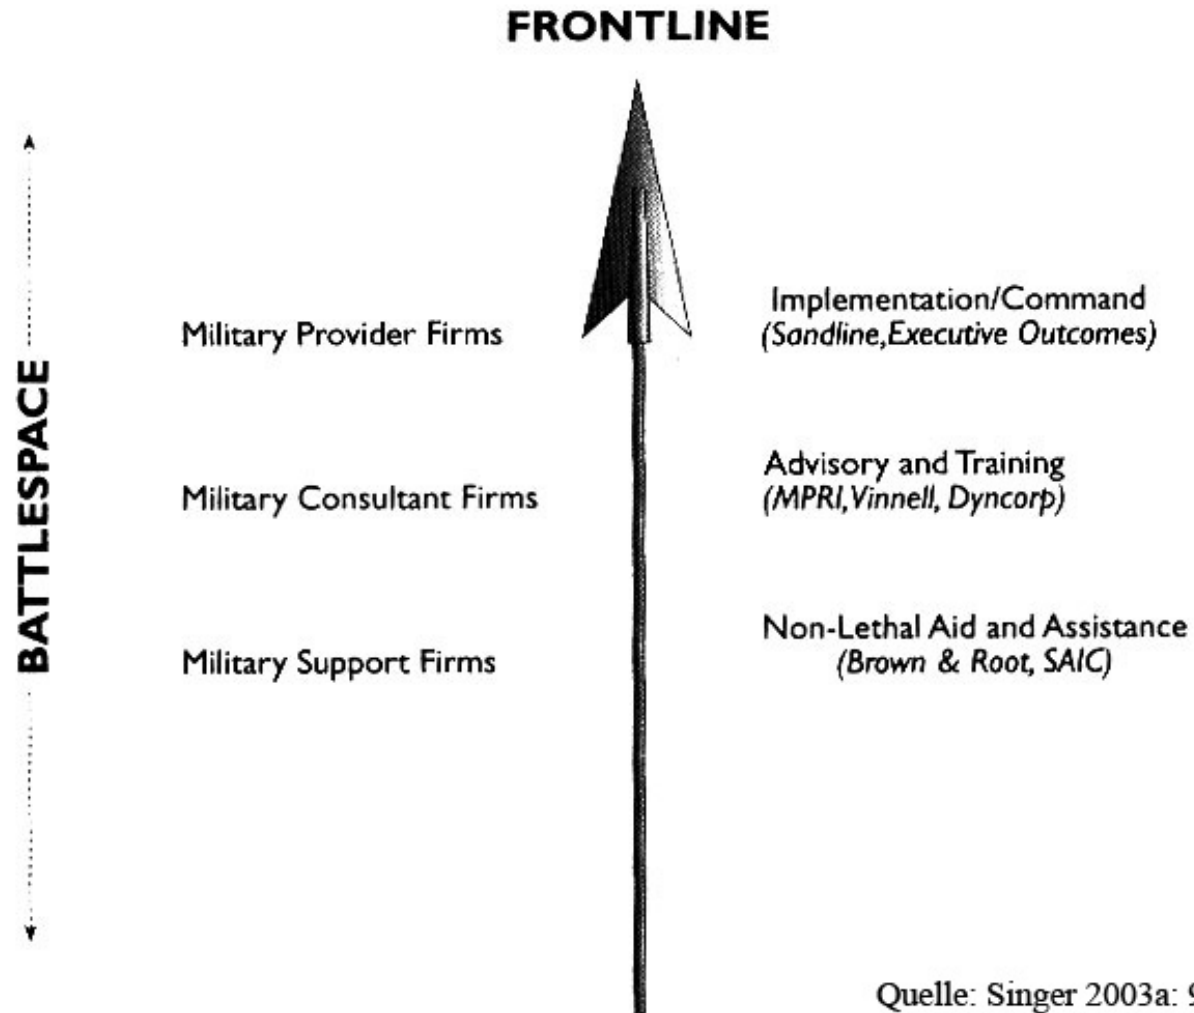 FRONTLINE
BATTLESPACE
Military Provider Firms
Implementation/Command
(Sandline,Executive Outcomes)
Military Consultant Firms
Advisory and Training
(MPRI,Vinnell, Dyncorp)
Military Support Firms
Non-Lethal Aid and Assistance
(Brown & Root, SAIC)
Quelle: Singer 2003a: 9